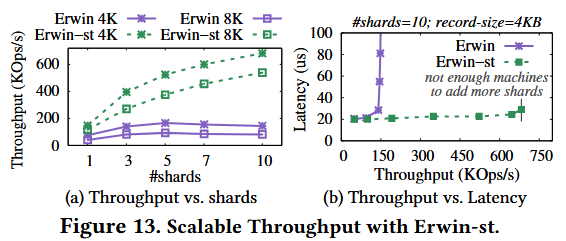 Erwin 4K Erwin 8K
Erwin-st 4K Erwin-st 8K
Throughput (KOps/s)
600
400
200
0
1 3 5 7 10
#shards
(a) Throughput vs. shards
#shards=10; record-size=4KB
Latency (us)
100
80
60
40
20
0
Erwin
Erwin-st
not enough machines
to add more shards
0 150 300 450 600 750
Throughput (KOps/s)
(b) Throughput vs. Latency
Figure 13. Scalable Throughput with Erwin-st.